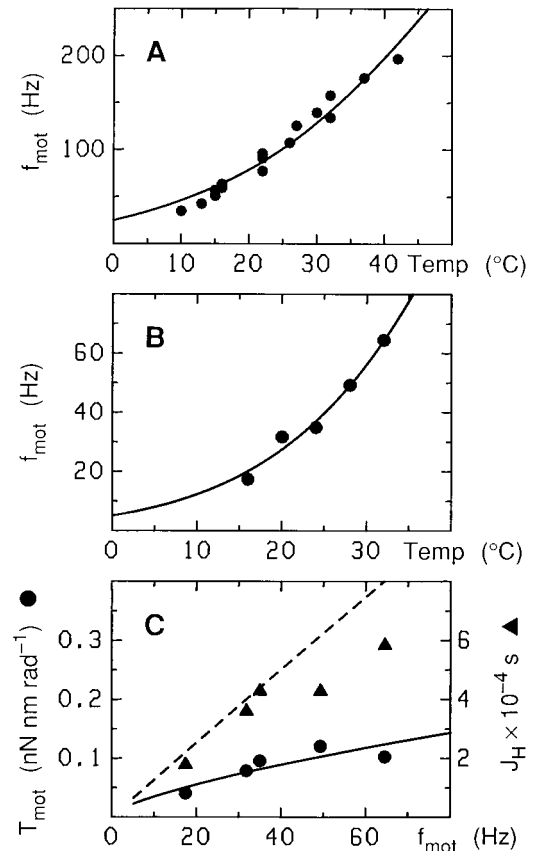 A
f_mot (Hz)
200
100
10 20 30 40 Temp (°C)
B
f_mot (Hz)
60
40
20
0 10 20 30 Temp (°C)
C
T_mot (nN nm rad⁻¹) ●
0.3
0.2
0.1
J_H × 10⁻⁴ s ▲
6
4
2
0 20 40 60 f_mot (Hz)